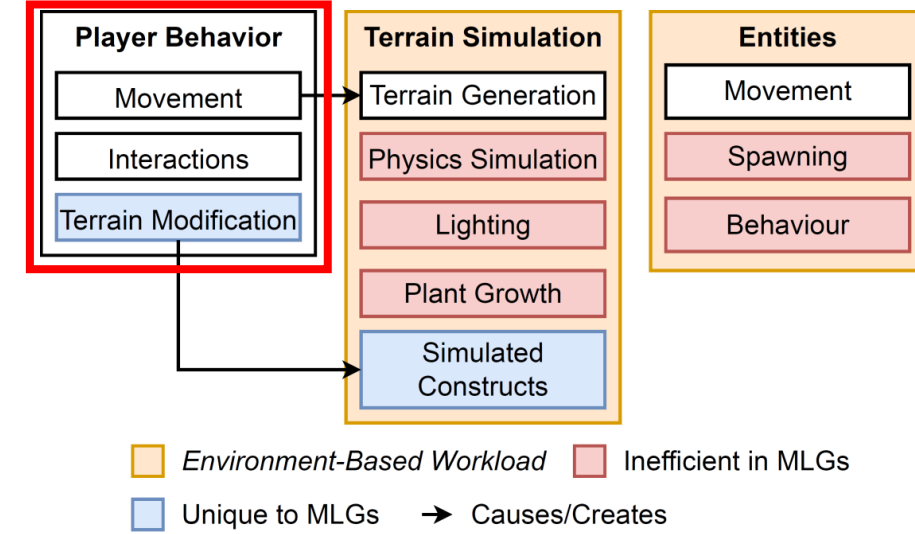 Player Behavior
Movement
Interactions
Terrain Modification
Terrain Simulation
Terrain Generation
Physics Simulation
Lighting
Plant Growth
Simulated
Constructs
Entities
Movement
Spawning
Behaviour
Environment-Based Workload
Inefficient in MLGs
Unique to MLGs
Causes/Creates